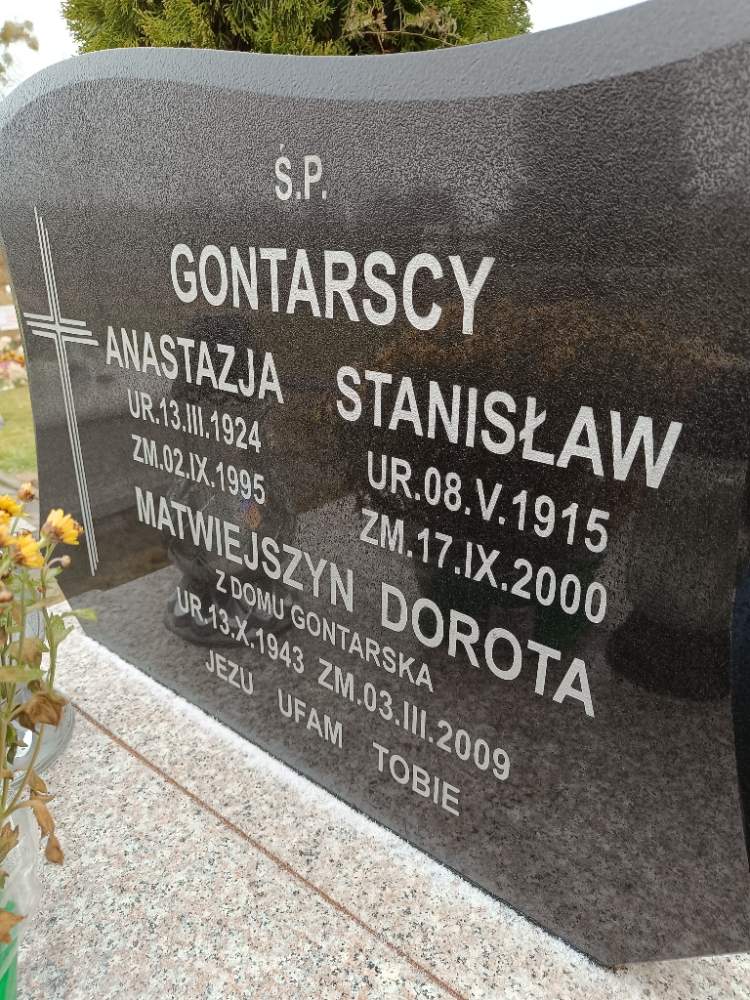 Ś.P.
GONTARSCY
ANASTAZJA STANISŁAW
UR.13.III.1924 UR.08.V.1915
ZM.02.IX.1995 ZM.17.IX.2000
MATWIEJSZYN DOROTA
Z DOMU GONTARSKA
UR.13.X.1943 ZM.03.III.2009
JEZU UFAM TOBIE